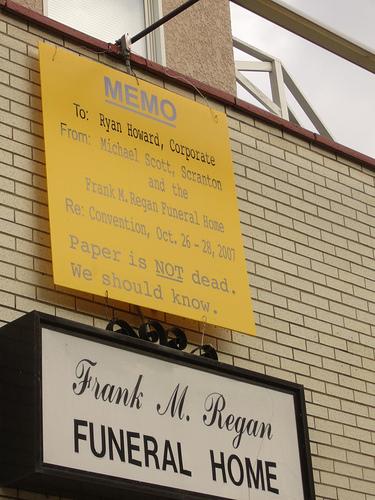 MEMO
To: Ryan Howard, Corporate
From: Michael Scott, Scranton
and the
Frank M. Regan Funeral Home
Re: Convention, Oct. 26 - 28, 2007
Paper is NOT dead.
We should know.
Frank M. Regan
FUNERAL HOME